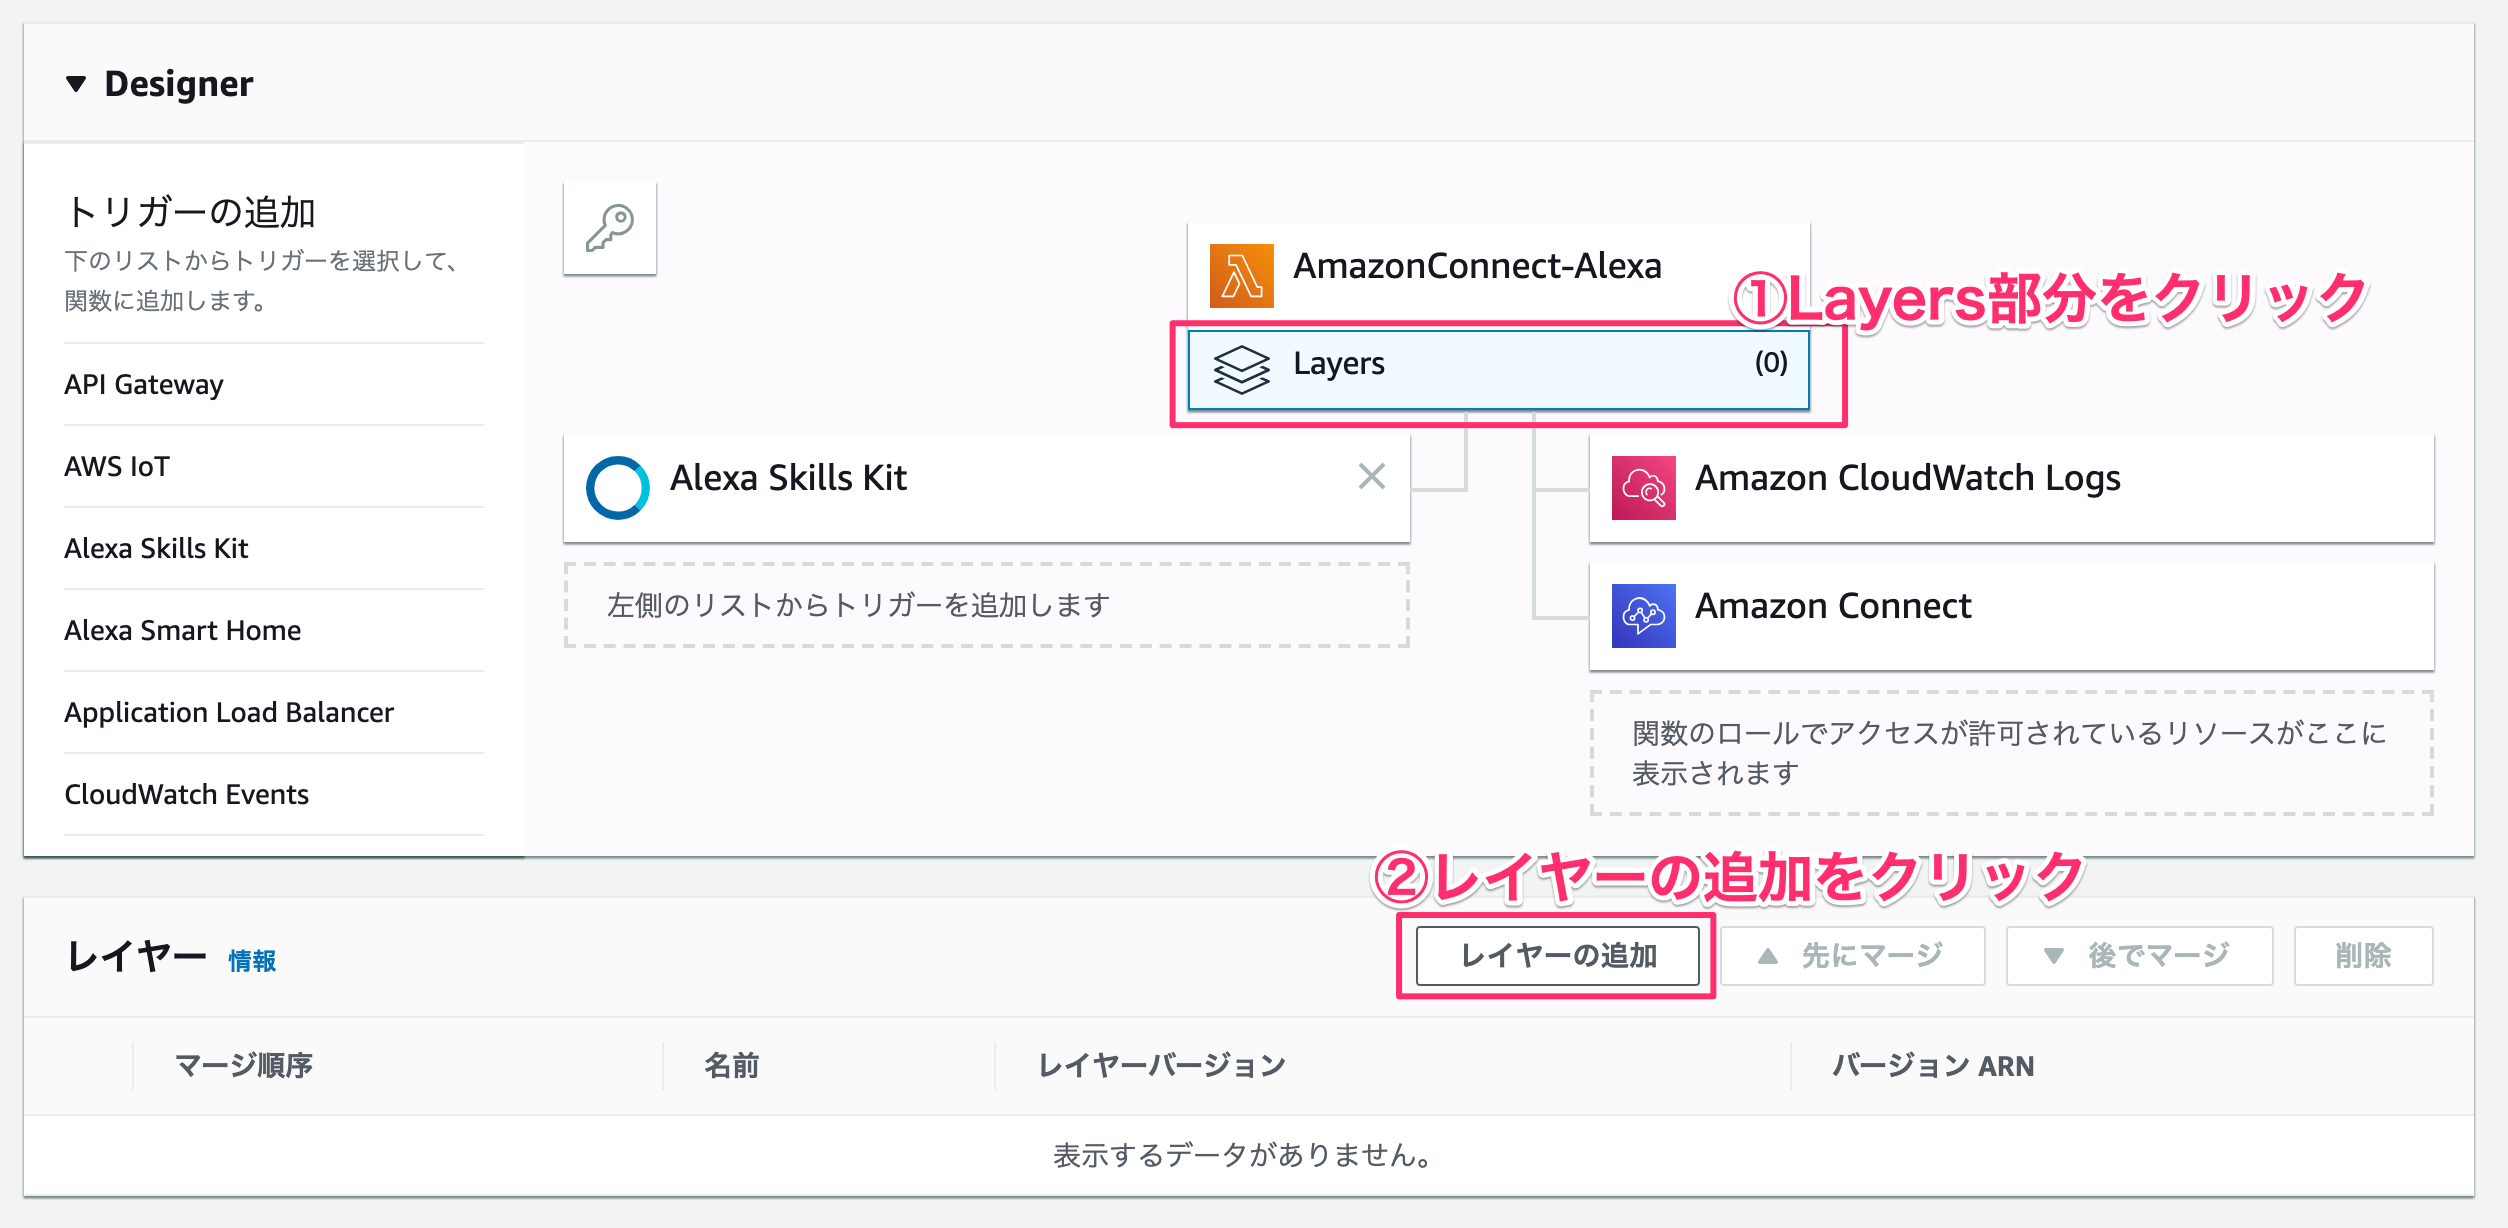 Designer
トリガーの追加
下のリストからトリガーを選択して、
関数に追加します。
API Gateway
AWS IoT
Alexa Skills Kit
Alexa Smart Home
Application Load Balancer
CloudWatch Events
AmazonConnect-Alexa
①Layers部分をクリック
Layers (0)
Alexa Skills Kit
左側のリストからトリガーを追加します
Amazon CloudWatch Logs
Amazon Connect
関数のロールでアクセスが許可されているリソースがここに
表示されます
②レイヤーの追加をクリック
レイヤー 情報
レイヤーの追加 ▲ 先にマージ ▼ 後でマージ 削除
マージ順序 名前 レイヤーバージョン バージョン ARN
表示するデータがありません。